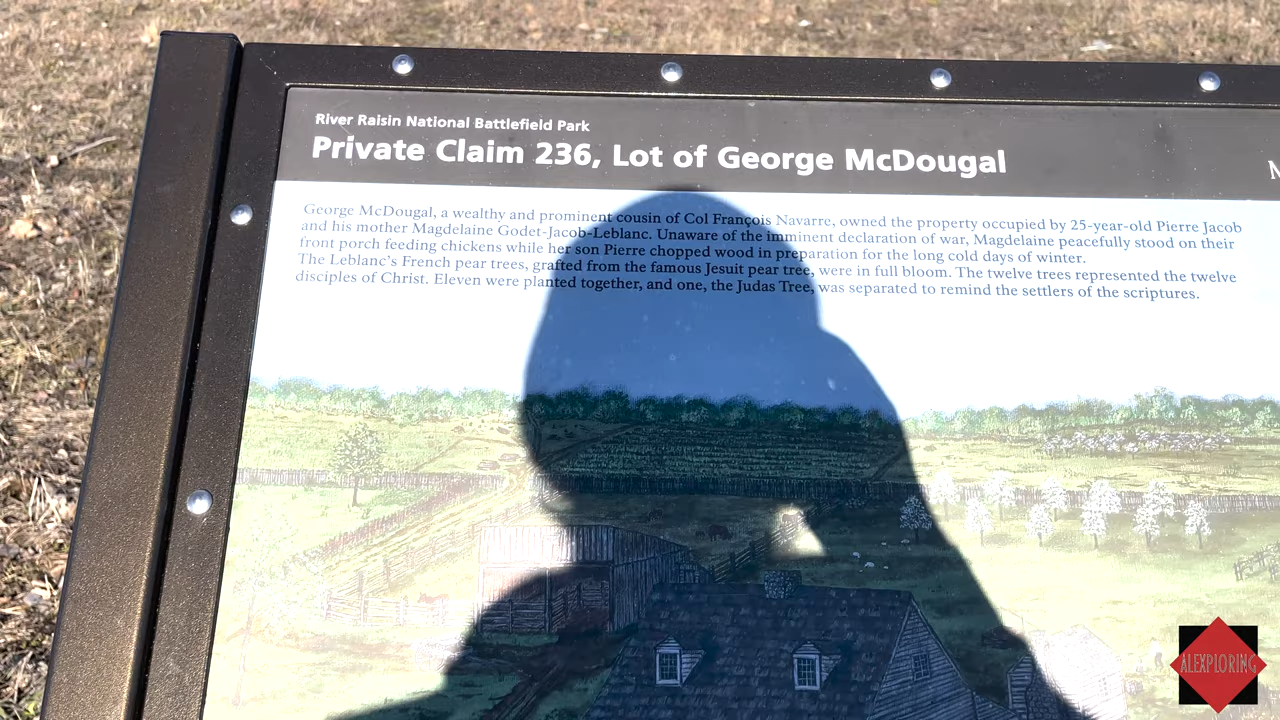 River Raisin National Battlefield Park
Private Claim 236, Lot of George McDougal
George McDougal, a wealthy and prominent cousin of Col François Navarre, owned the property occupied by 25-year-old Pierre Jacob
and his mother Magdelaine Godet-Jacob-Leblanc. Unaware of the imminent declaration of war, Magdelaine peacefully stood on their
front porch feeding chickens while her son Pierre chopped wood in preparation for the long cold days of winter.
The Leblanc's French pear trees, grafted from the famous Jesuit pear tree, were in full bloom. The twelve trees represented the twelve
disciples of Christ. Eleven were planted together, and one, the Judas Tree, was separated to remind the settlers of the scriptures.
ALEXPLORING